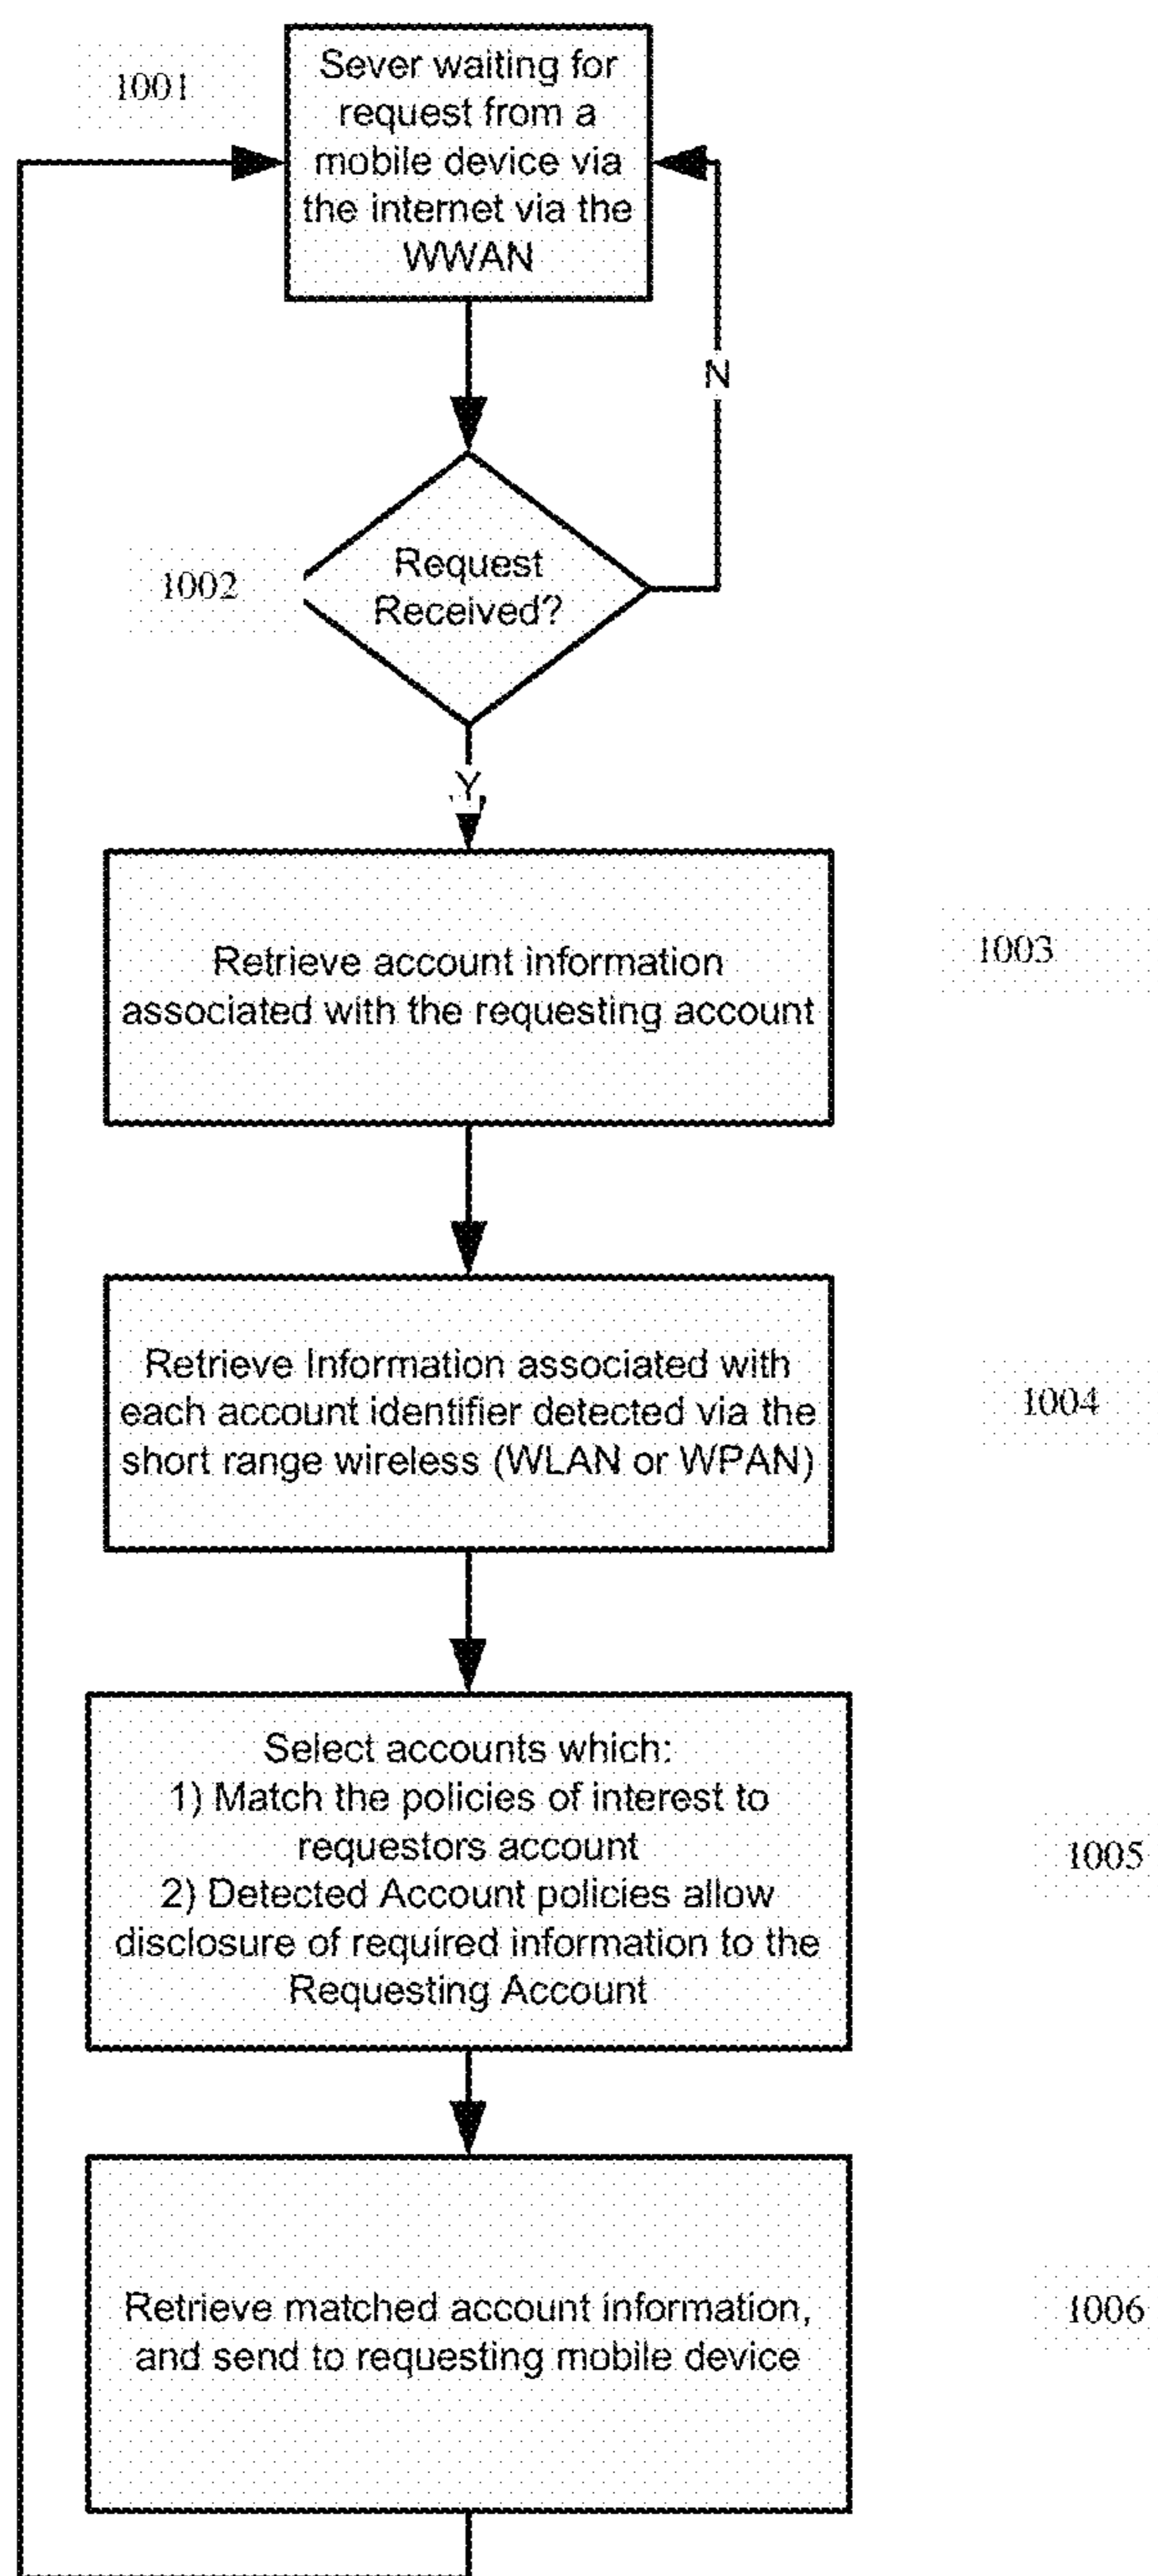 1001
Sever waiting for
request from a
mobile device via
the internet via the
WWAN
N
1002
Request
Received?
Y
Retrieve account information
associated with the requesting account
1003
Retrieve Information associated with
each account identifier detected via the
short range wireless (WLAN or WPAN)
1004
Select accounts which:
1) Match the policies of interest to
requestors account
2) Detected Account policies allow
disclosure of required information to the
Requesting Account
1005
Retrieve matched account information,
and send to requesting mobile device
1006